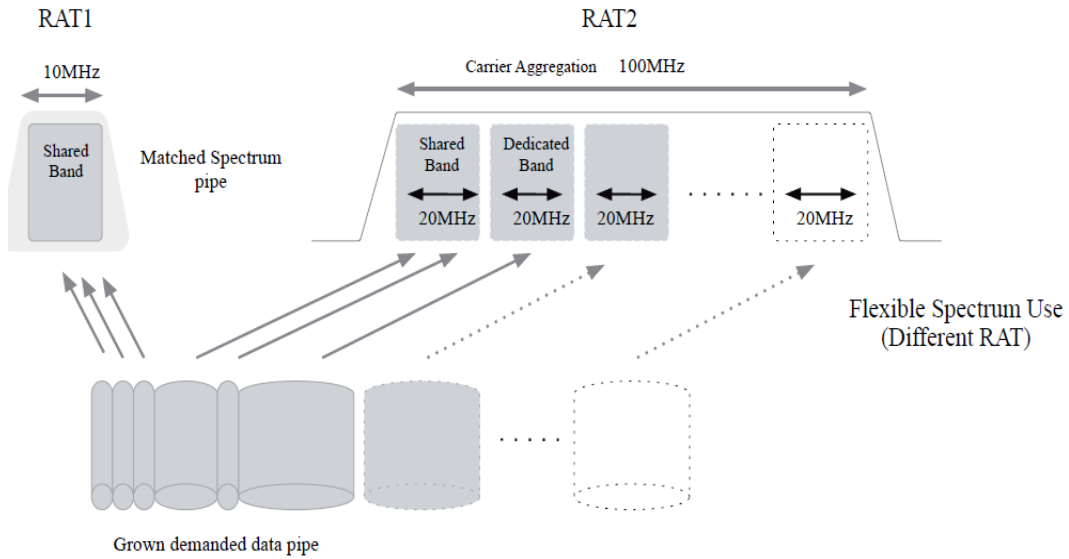 RAT1
RAT2
10MHz
Carrier Aggregation 100MHz
Shared
Band
Matched Spectrum
pipe
Shared
Band
Dedicated
Band
20MHz
20MHz
20MHz
20MHz
Flexible Spectrum Use
(Different RAT)
Grown demanded data pipe